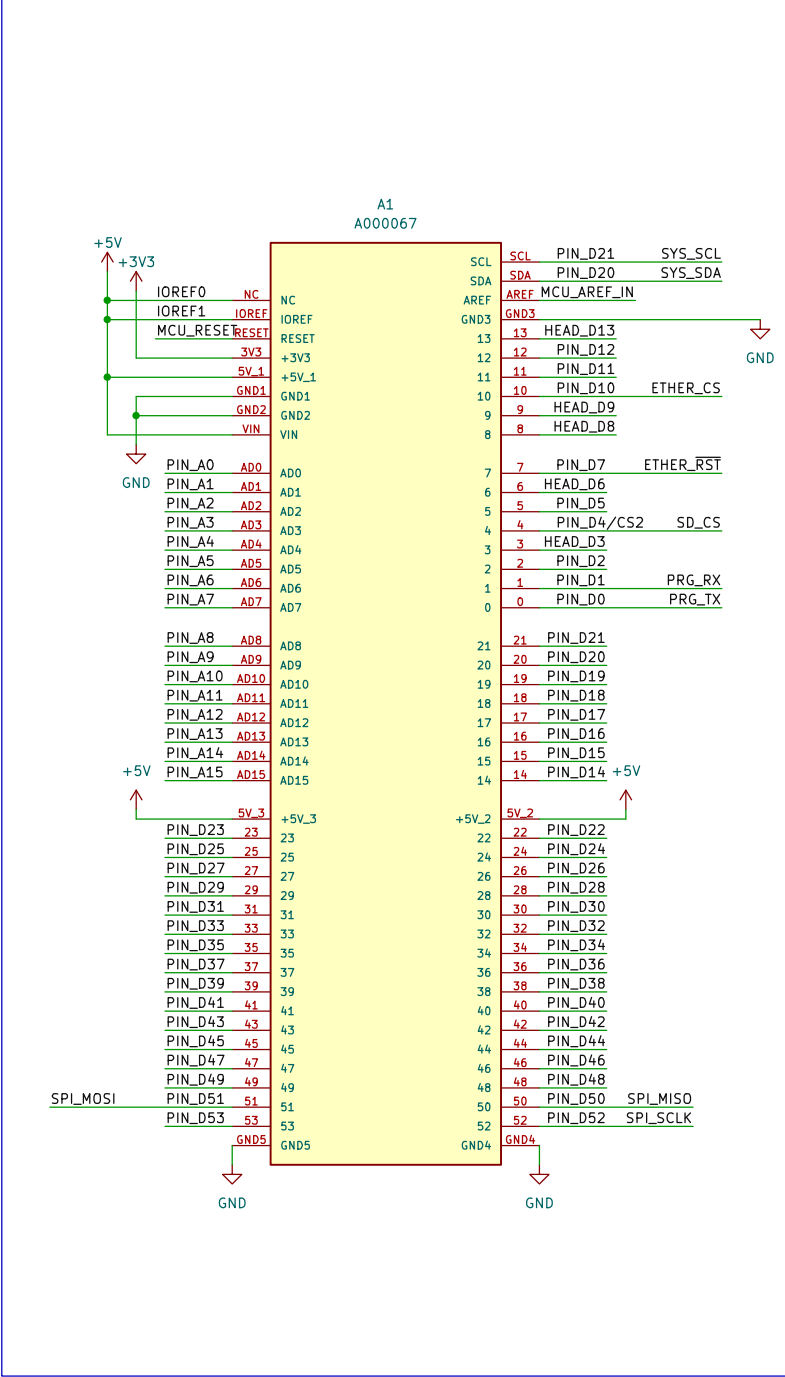 A1
A000067
+5V
+3V3
SCL SCL PIN_D21 SYS_SCL
SDA SDA PIN_D20 SYS_SDA
IOREF0 NC NC AREF AREF MCU_AREF_IN
IOREF1 IOREF IOREF GND3 GND3
MCU_RESET RESET RESET 13 13 HEAD_D13
3V3 +3V3 12 12 PIN_D12
GND
5V_1 +5V_1 11 11 PIN_D11
GND1 GND1 10 10 PIN_D10 ETHER_CS
GND2 GND2 9 9 HEAD_D9
VIN VIN 8 8 HEAD_D8
GND
PIN_A0 AD0 AD0 7 7 PIN_D7 ETHER_RST
PIN_A1 AD1 AD1 6 6 HEAD_D6
PIN_A2 AD2 AD2 5 5 PIN_D5
PIN_A3 AD3 AD3 4 4 PIN_D4/CS2 SD_CS
PIN_A4 AD4 AD4 3 3 HEAD_D3
PIN_A5 AD5 AD5 2 2 PIN_D2
PIN_A6 AD6 AD6 1 1 PIN_D1 PRG_RX
PIN_A7 AD7 AD7 0 0 PIN_D0 PRG_TX
PIN_A8 AD8 AD8 21 21 PIN_D21
PIN_A9 AD9 AD9 20 20 PIN_D20
PIN_A10 AD10 AD10 19 19 PIN_D19
PIN_A11 AD11 AD11 18 18 PIN_D18
PIN_A12 AD12 AD12 17 17 PIN_D17
PIN_A13 AD13 AD13 16 16 PIN_D16
PIN_A14 AD14 AD14 15 15 PIN_D15
+5V +5V
PIN_A15 AD15 AD15 14 14 PIN_D14
5V_3 +5V_3 +5V_2 5V_2
PIN_D23 23 23 22 22 PIN_D22
PIN_D25 25 25 24 24 PIN_D24
PIN_D27 27 27 26 26 PIN_D26
PIN_D29 29 29 28 28 PIN_D28
PIN_D31 31 31 30 30 PIN_D30
PIN_D33 33 33 32 32 PIN_D32
PIN_D35 35 35 34 34 PIN_D34
PIN_D37 37 37 36 36 PIN_D36
PIN_D39 39 39 38 38 PIN_D38
PIN_D41 41 41 40 40 PIN_D40
PIN_D43 43 43 42 42 PIN_D42
PIN_D45 45 45 44 44 PIN_D44
PIN_D47 47 47 46 46 PIN_D46
PIN_D49 49 49 48 48 PIN_D48
SPI_MOSI PIN_D51 51 51 50 50 PIN_D50 SPI_MISO
PIN_D53 53 53 52 52 PIN_D52 SPI_SCLK
GND5 GND5 GND4 GND4
GND GND